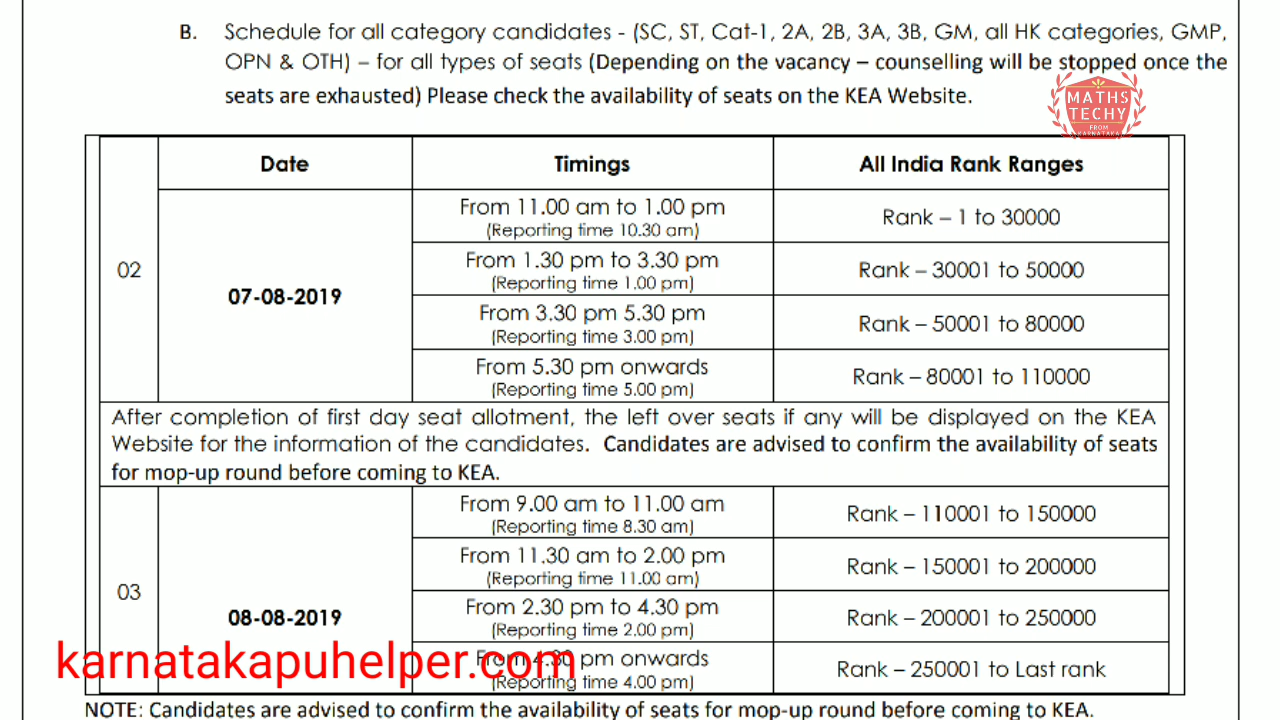 B. Schedule for all category candidates - (SC, ST, Cat-1, 2A, 2B, 3A, 3B, GM, all HK categories, GMP,
OPN & OTH) – for all types of seats (Depending on the vacancy – counselling will be stopped once the
seats are exhausted) Please check the availability of seats on the KEA Website.
MATHS
TECHY
FROM
KARNATAKA
Date Timings All India Rank Ranges
02
07-08-2019
From 11.00 am to 1.00 pm
(Reporting time 10.30 am)
Rank – 1 to 30000
From 1.30 pm to 3.30 pm
(Reporting time 1.00 pm)
Rank – 30001 to 50000
From 3.30 pm 5.30 pm
(Reporting time 3.00 pm)
Rank – 50001 to 80000
From 5.30 pm onwards
(Reporting time 5.00 pm)
Rank – 80001 to 110000
After completion of first day seat allotment, the left over seats if any will be displayed on the KEA
Website for the information of the candidates. Candidates are advised to confirm the availability of seats
for mop-up round before coming to KEA.
03
08-08-2019
From 9.00 am to 11.00 am
(Reporting time 8.30 am)
Rank – 110001 to 150000
From 11.30 am to 2.00 pm
(Reporting time 11.00 am)
Rank – 150001 to 200000
From 2.30 pm to 4.30 pm
(Reporting time 2.00 pm)
Rank – 200001 to 250000
From 4.30 pm onwards
(Reporting time 4.00 pm)
Rank – 250001 to Last rank
karnatakapuhelper.com
NOTE: Candidates are advised to confirm the availability of seats for mop-up round before coming to KEA.